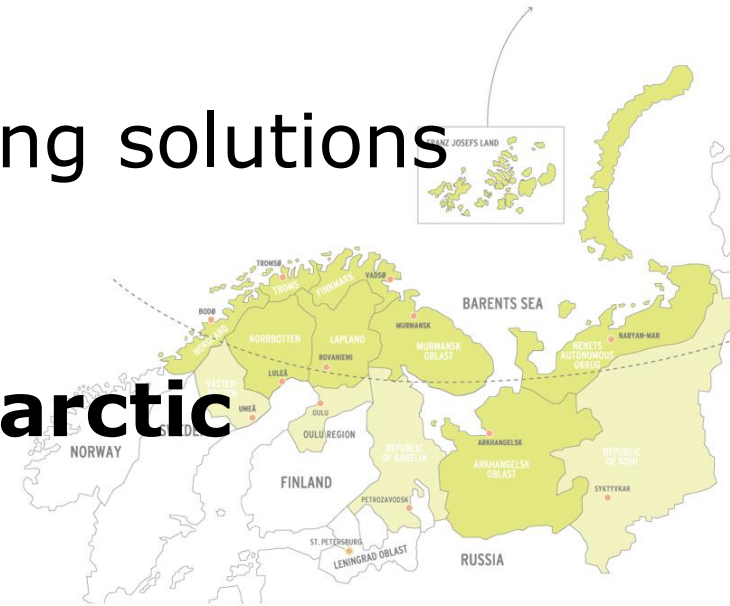 ng solutions
FRANZ JOSEFS LAND
TROMSØ
VADSØ
TROMS
FINNMARK
BARENTS SEA
BODØ
MURMANSK
NORDLAND
NORRBOTTEN
LAPLAND
MURMANSK
OBLAST
NARYAN-MAR
NENETS
AUTONOMOUS
OKRUG
ROVANIEMI
LULEÅ
arctic
UMEÅ
OULU
OULU REGION
NORWAY
ARKHANGELSK
REPUBLIC
OF KARELIA
REPUBLIC
OF KOMI
ARKHANGELSK
OBLAST
FINLAND
SYKTYVKAR
PETROZAVODSK
ST. PETERSBURG
LENINGRAD OBLAST
RUSSIA